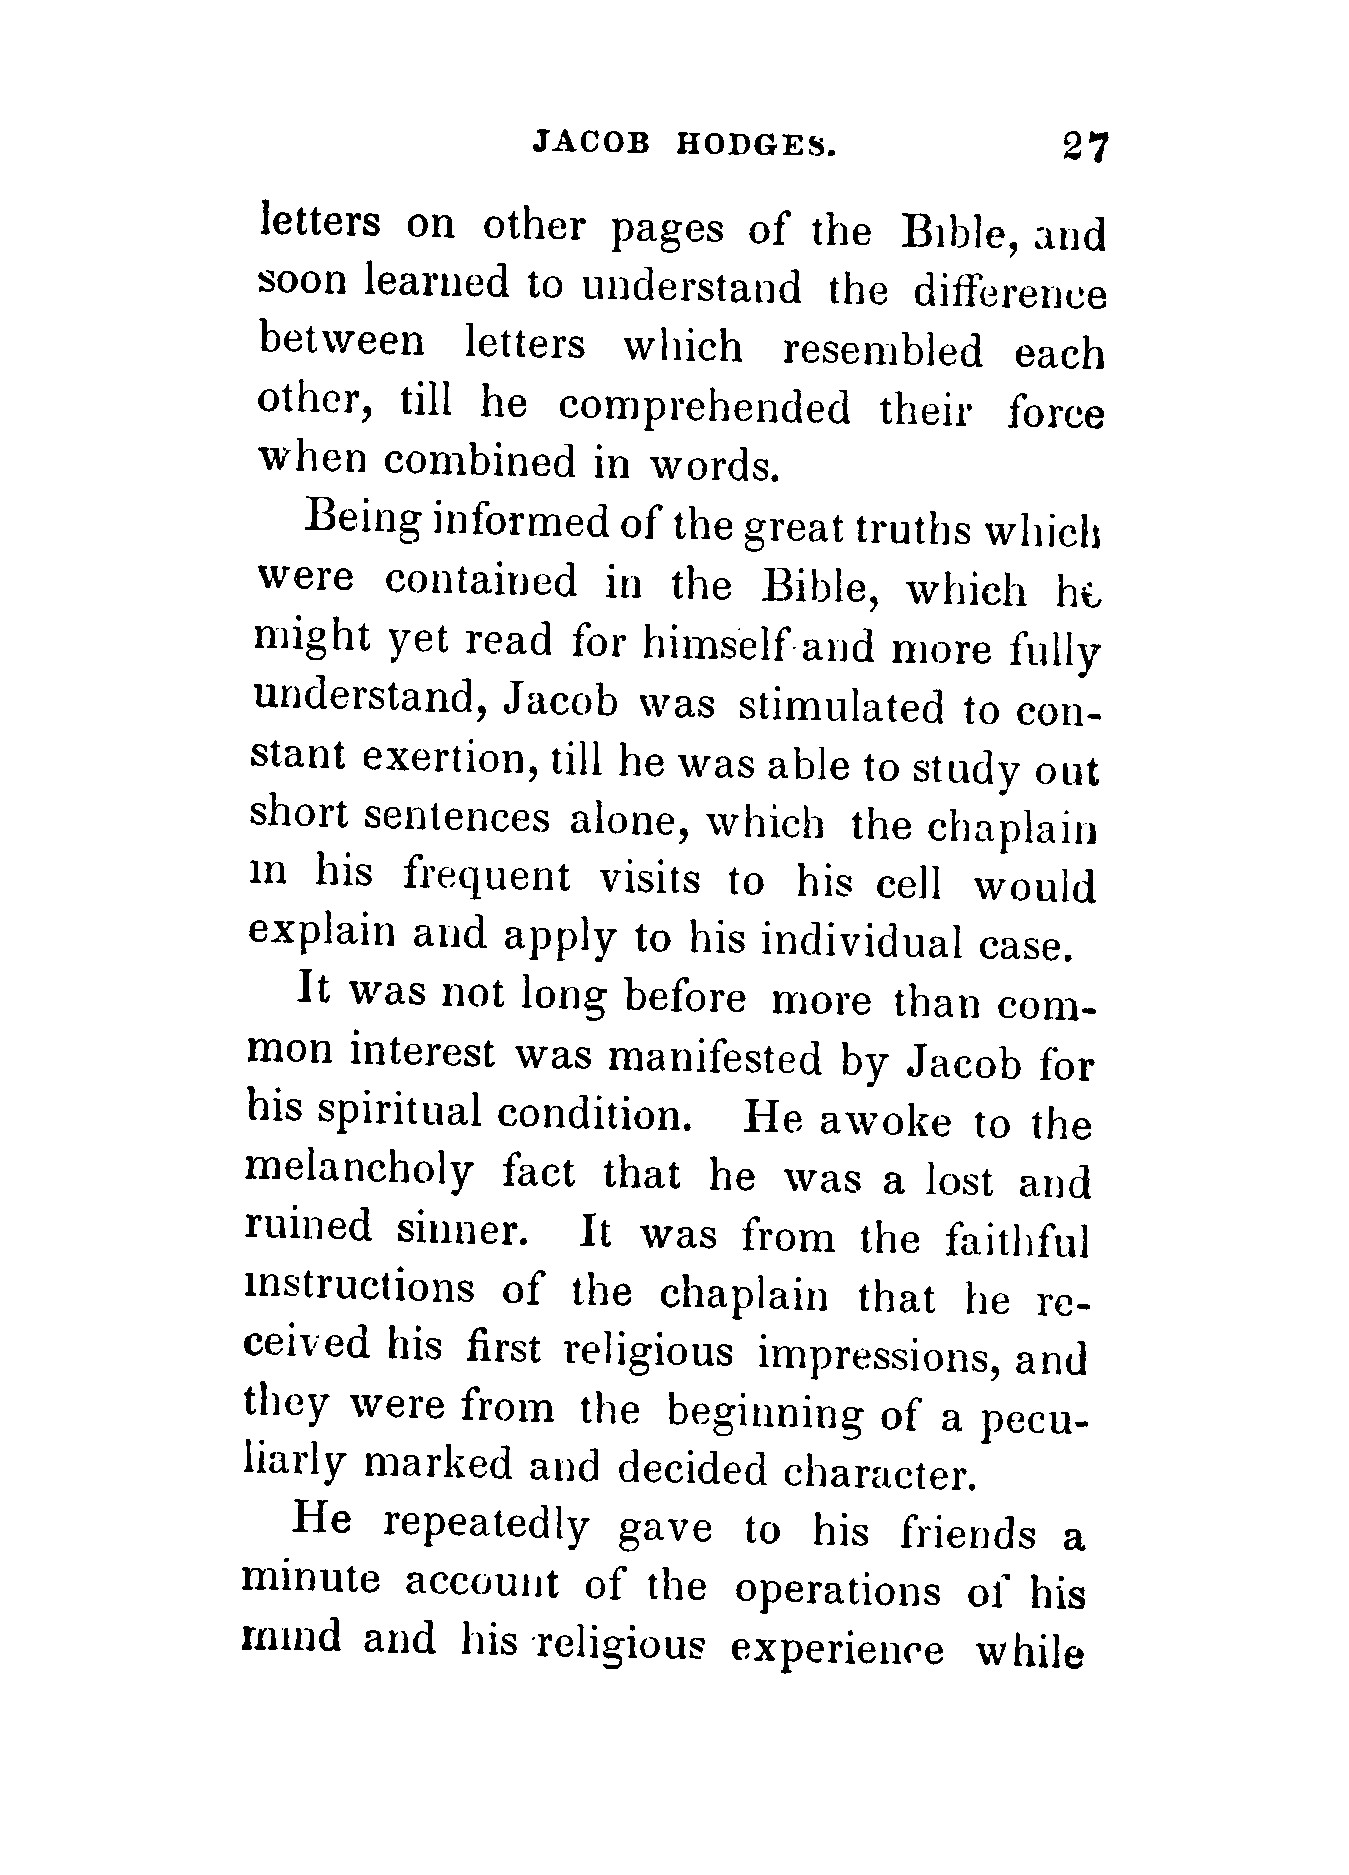 JACOB HODGES. 27
letters on other pages of the Bible, and
soon learned to understand the difference
between letters which resembled each
other, till he comprehended their force
when combined in words.
Being informed of the great truths which
were contained in the Bible, which he
might yet read for himself and more fully
understand, Jacob was stimulated to con-
stant exertion, till he was able to study out
short sentences alone, which the chaplain
in his frequent visits to his cell would
explain and apply to his individual case.
It was not long before more than com-
mon interest was manifested by Jacob for
his spiritual condition. He awoke to the
melancholy fact that he was a lost and
ruined sinner. It was from the faithful
instructions of the chaplain that he re-
ceived his first religious impressions, and
they were from the beginning of a pecu-
liarly marked and decided character.
He repeatedly gave to his friends a
minute account of the operations of his
mind and his religious experience while